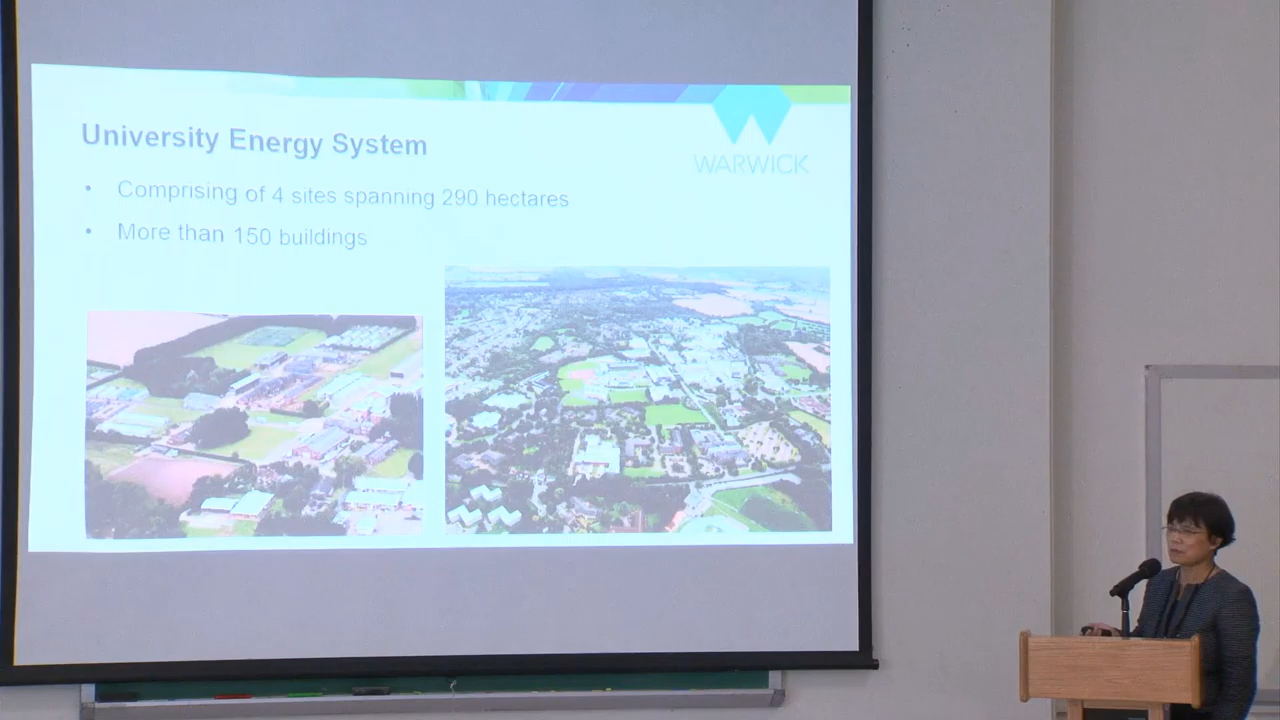 University Energy System
WARWICK
• Comprising of 4 sites spanning 290 hectares
• More than 150 buildings